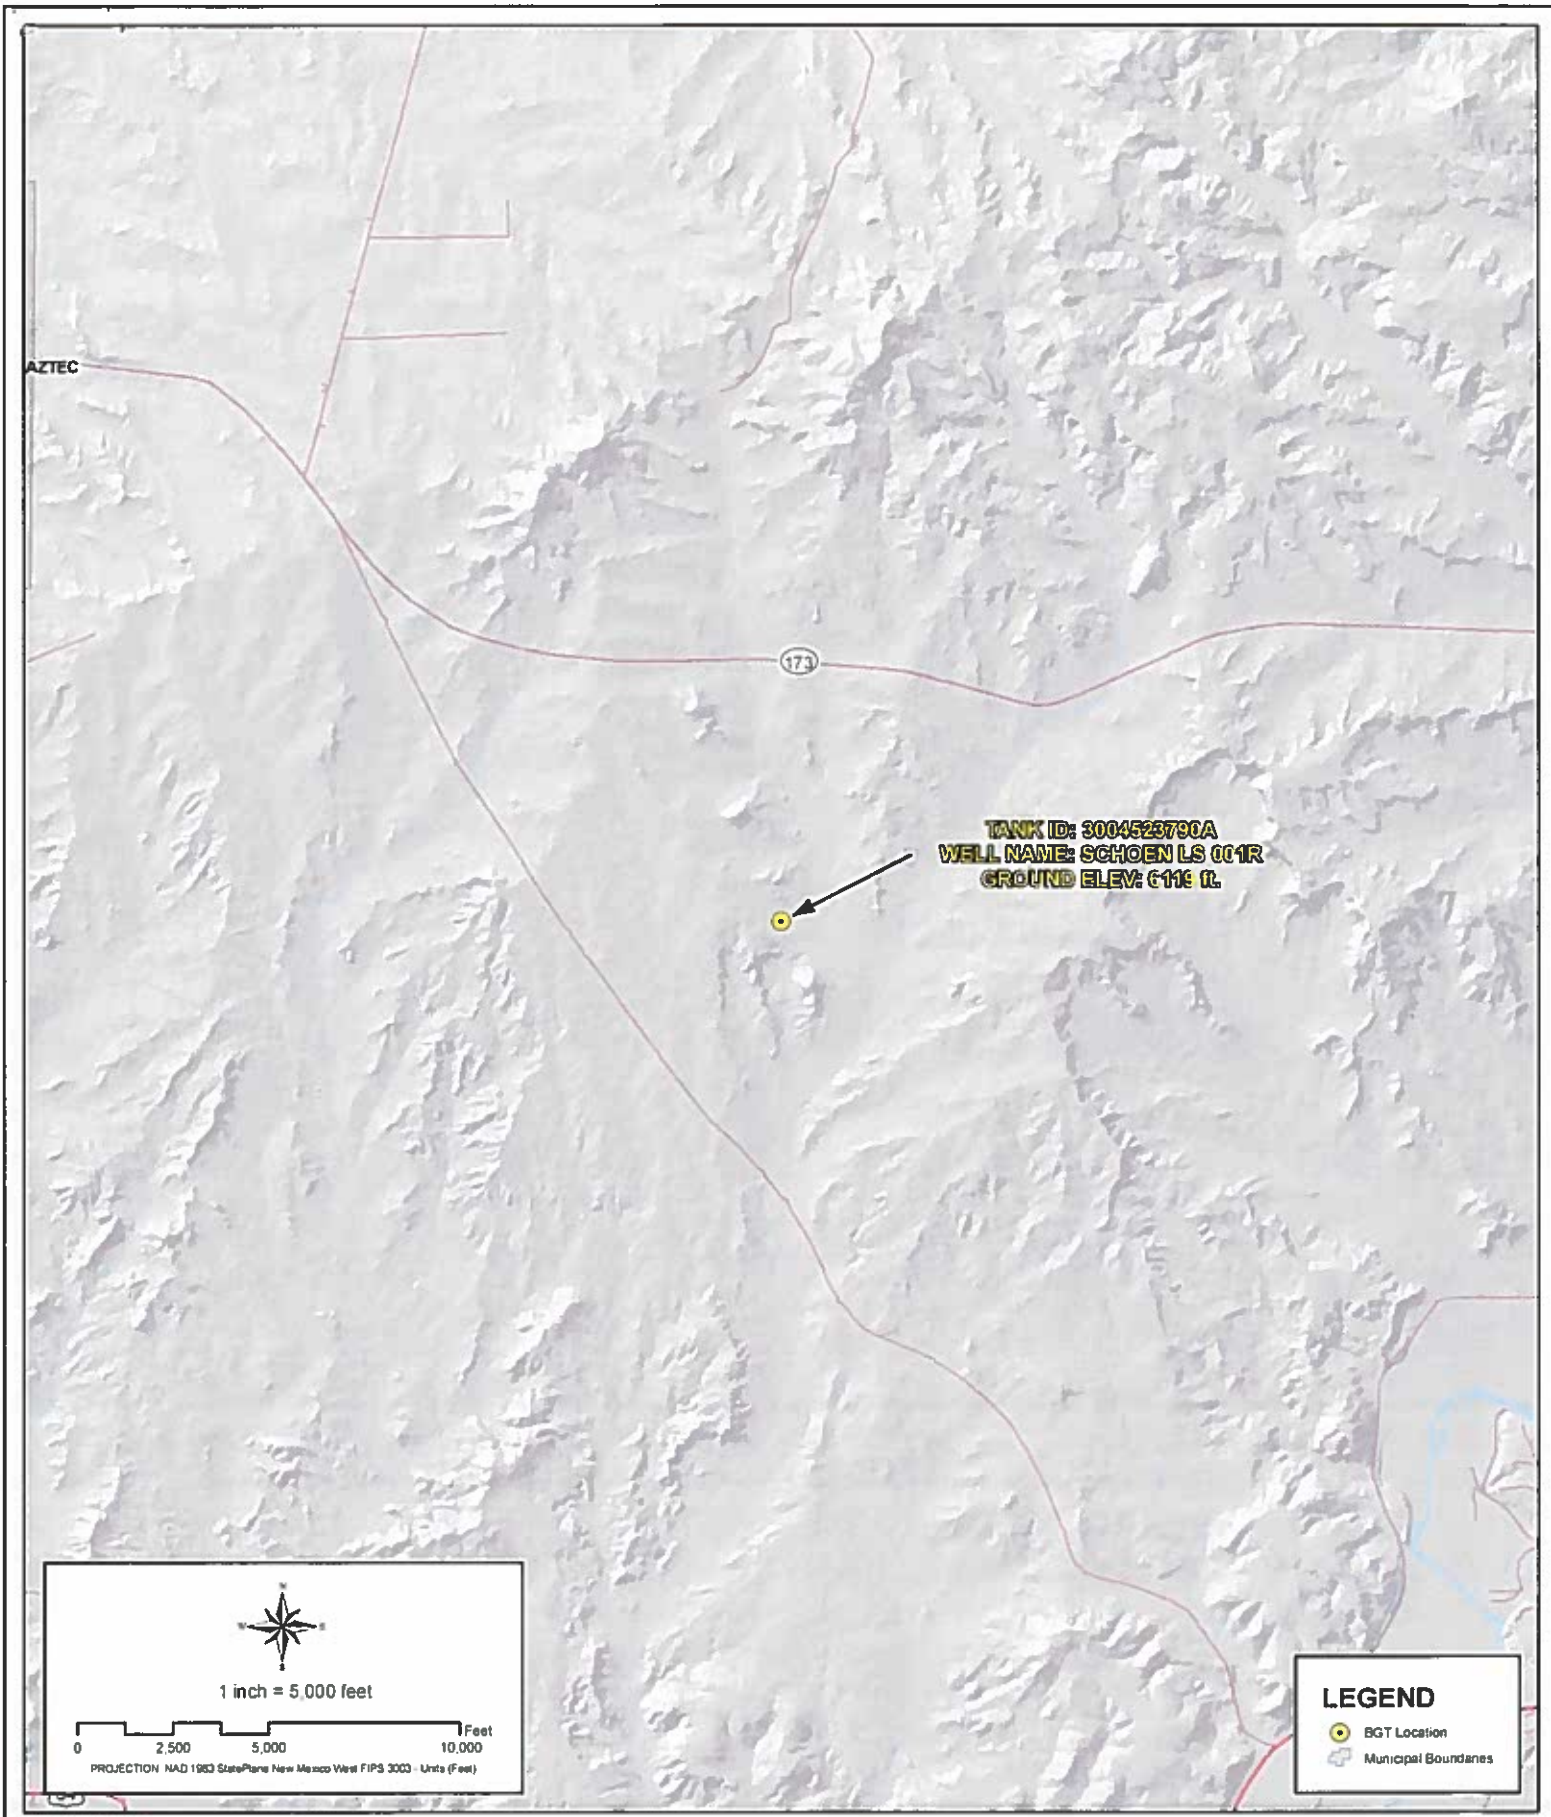 AZTEC
173
TANK ID: 3004523790A
WELL NAME: SCHOEN LS 001R
GROUND ELEV: 6119 ft.
N
W
E
S
1 inch = 5,000 feet
Feet
0 2,500 5,000 10,000
PROJECTION NAD 1983 StatePlane New Mexico West FIPS 3003 - Units (Feet)
LEGEND
BGT Location
Municipal Boundaries